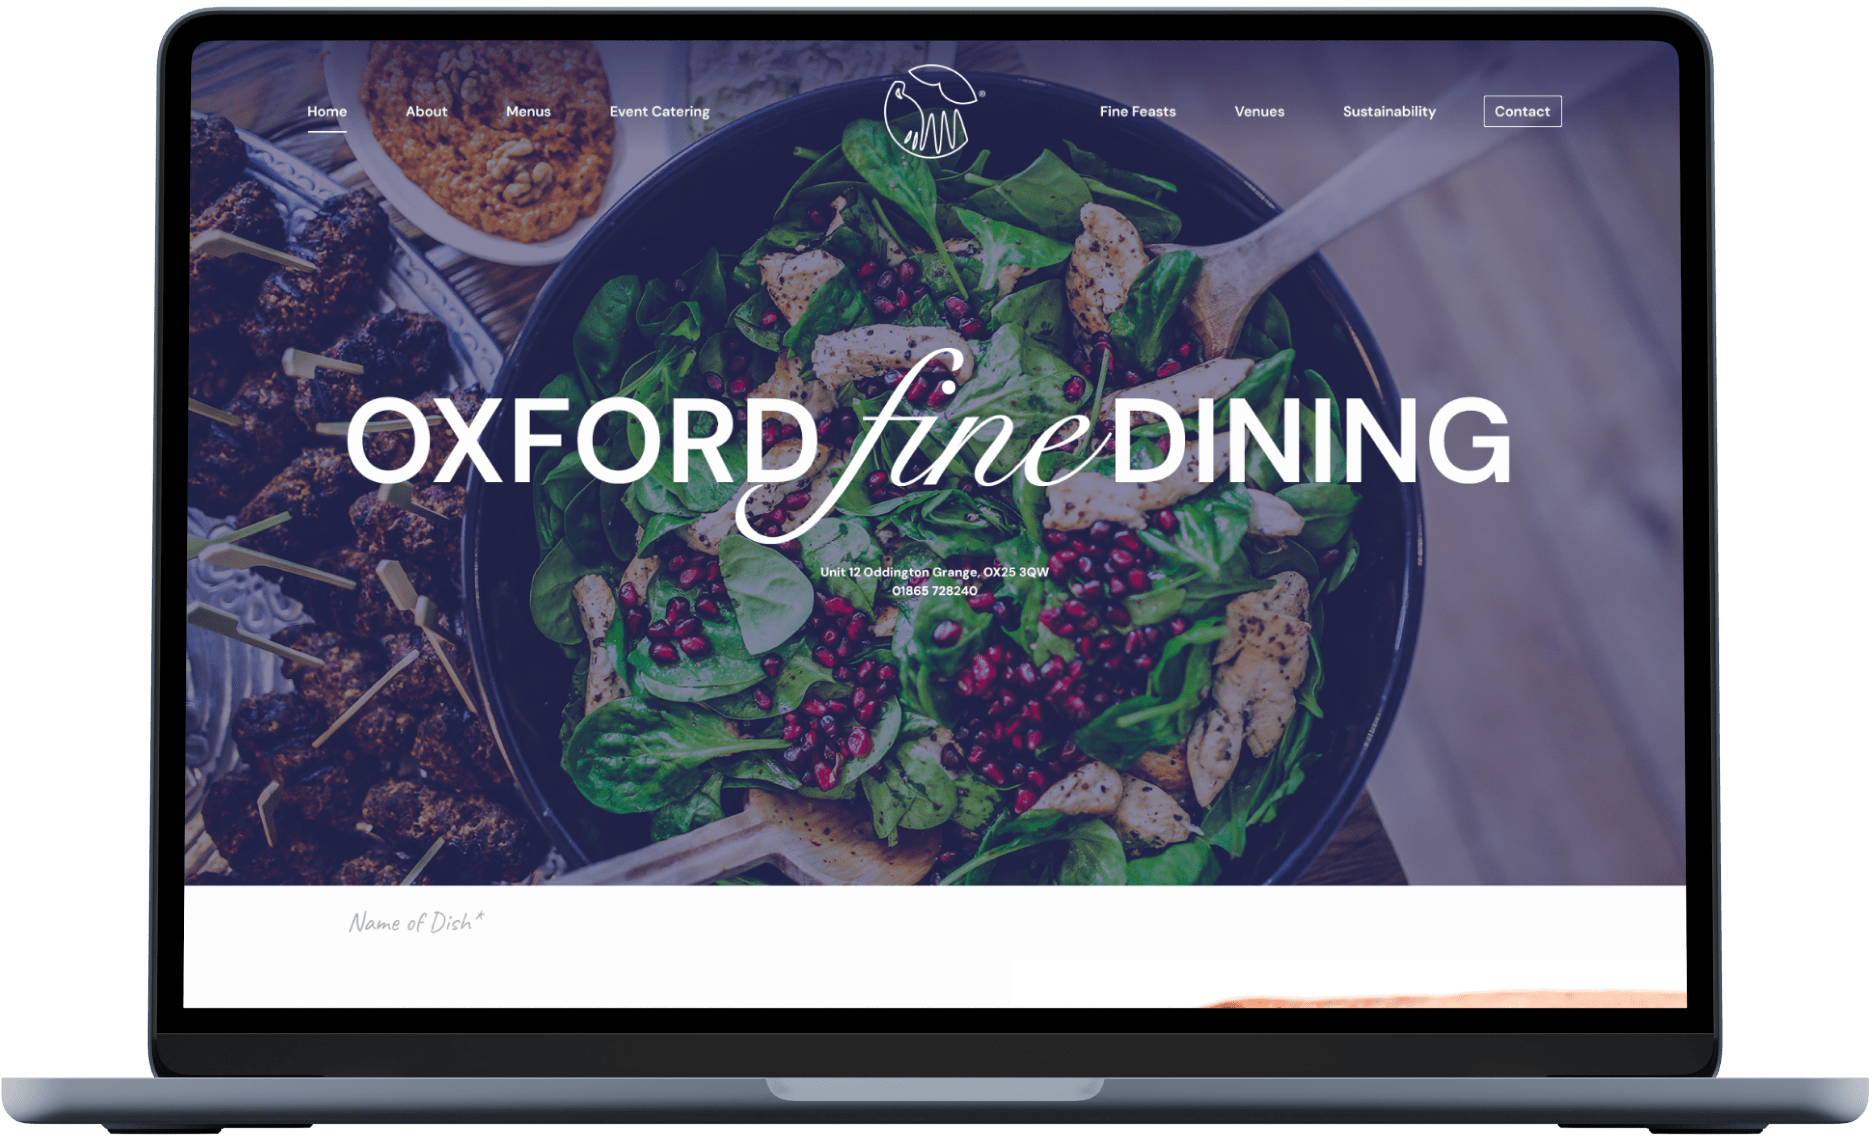 Home About Menus Event Catering ® Fine Feasts Venues Sustainability Contact
OXFORD fine DINING
Unit 12 Oddington Grange, OX25 3QW
01865 728240
Name of Dish*